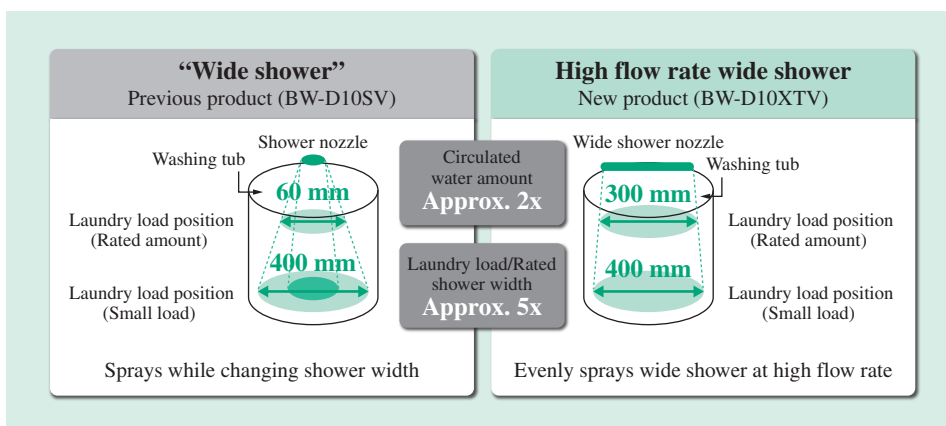 “Wide shower”
Previous product (BW-D10SV)
Shower nozzle
Washing tub
60 mm
Laundry load position
(Rated amount)
400 mm
Laundry load position
(Small load)
Sprays while changing shower width
Circulated
water amount
Approx. 2x
Laundry load/Rated
shower width
Approx. 5x
High flow rate wide shower
New product (BW-D10XTV)
Wide shower nozzle
Washing tub
300 mm
Laundry load position
(Rated amount)
400 mm
Laundry load position
(Small load)
Evenly sprays wide shower at high flow rate